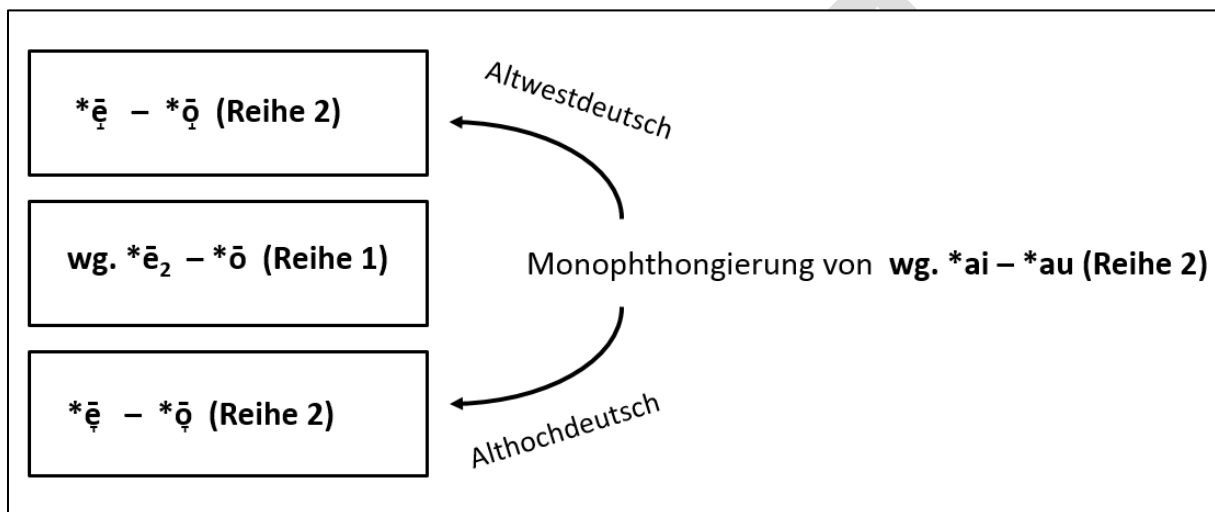 *ē̝ – *ō̝ (Reihe 2)
Altwestdeutsch
wg. *ē₂ – *ō (Reihe 1)
Monophthongierung von wg. *ai – *au (Reihe 2)
*ē̞ – *ō̞ (Reihe 2)
Althochdeutsch